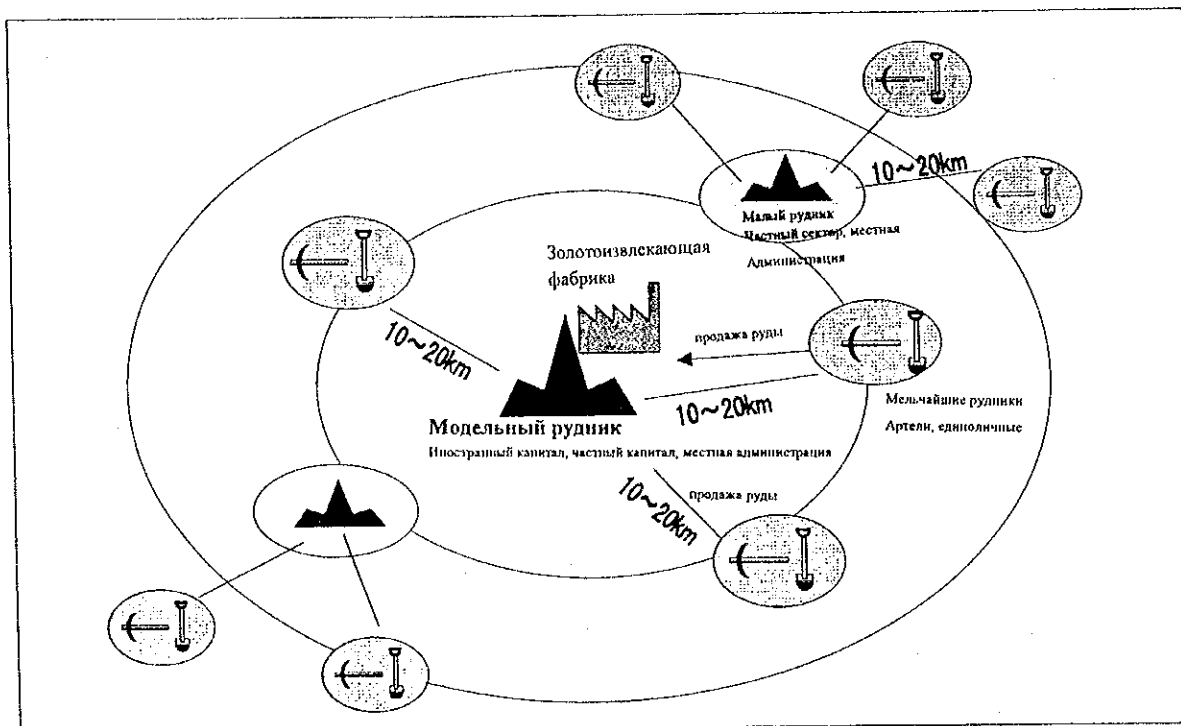 10~20km
Малый рудник
Частный сектор, местная
Администрация
Золотоизвлекающая
фабрика
продажа руды
10~20km
10~20km
Мельчайшие рудники
Артели, единоличные
Модельный рудник
Иностранный капитал, частный капитал, местная администрация
10~20km
продажа руды